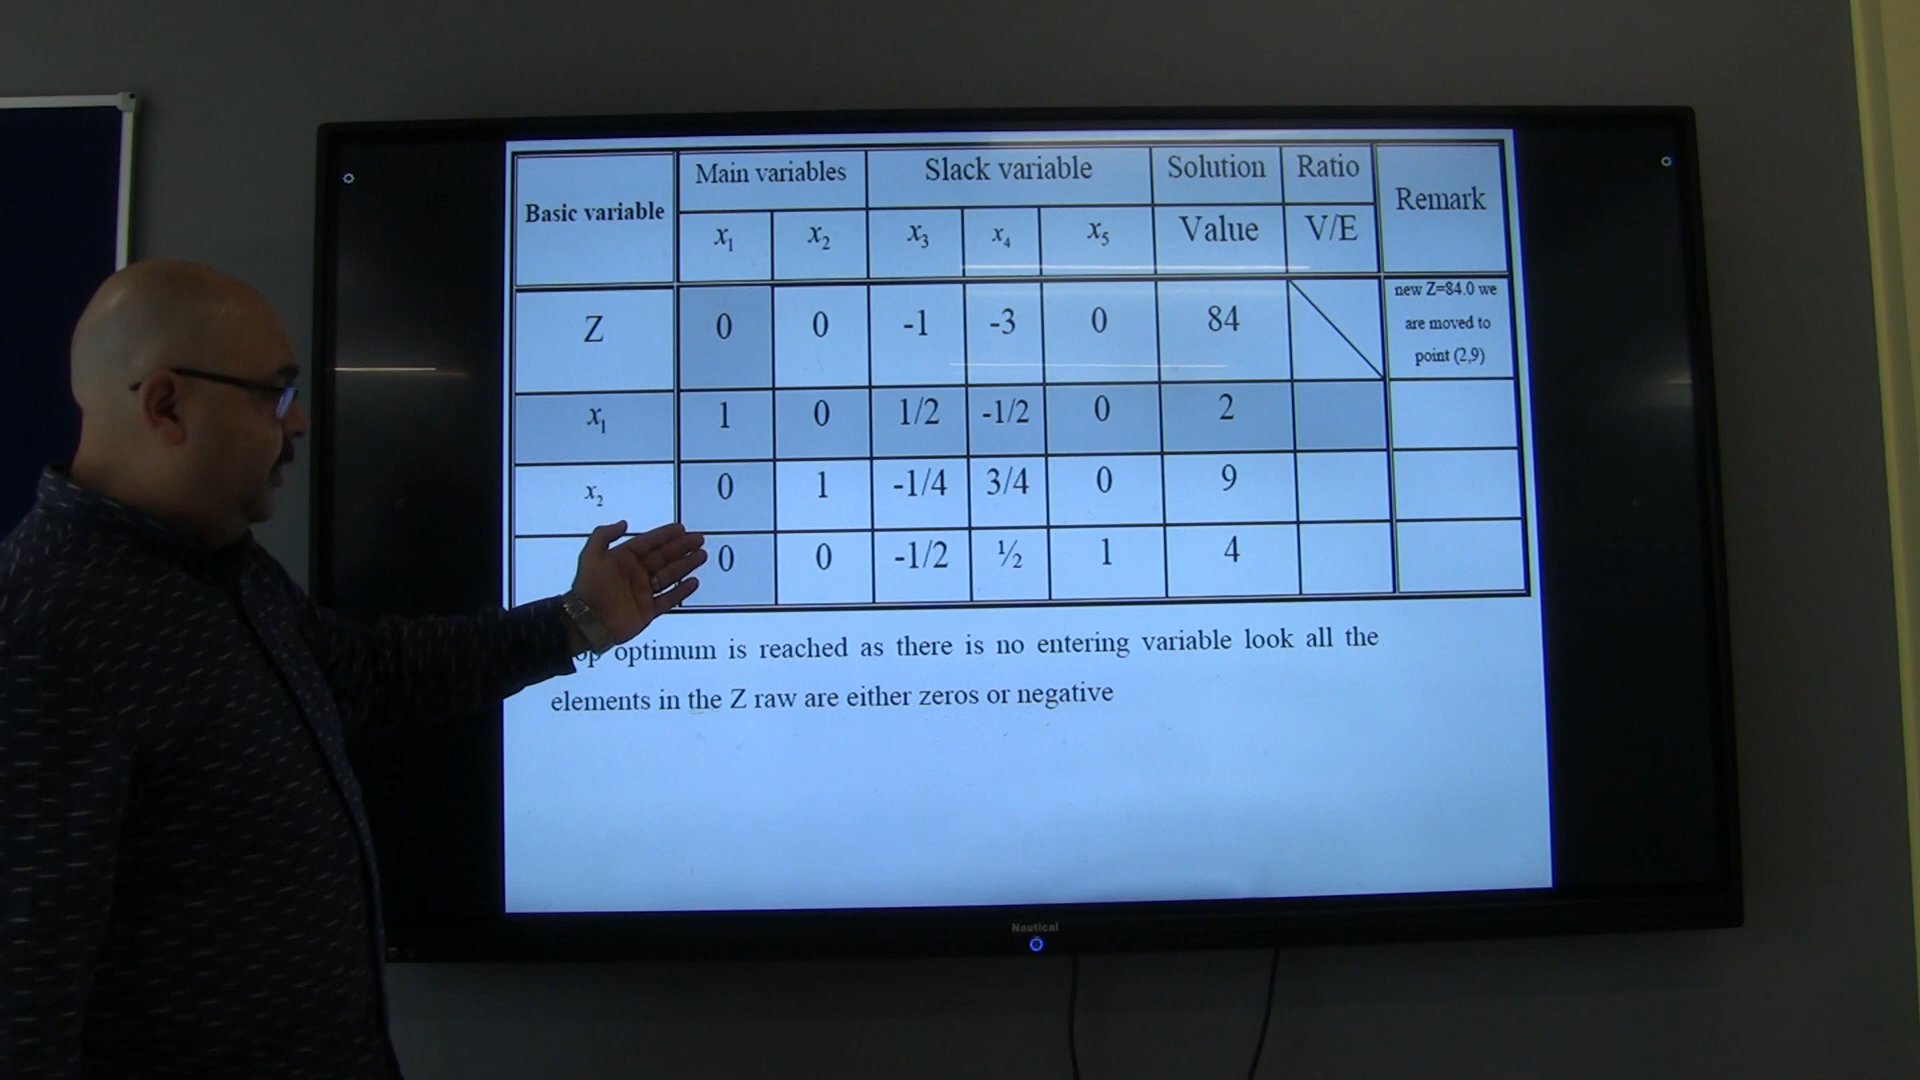 Basic variable Main variables Slack variable Solution Ratio Remark
x1 x2 x3 x4 x5 Value V/E
Z 0 0 -1 -3 0 84 new Z=84.0 we
are moved to
point (2,9)
x1 1 0 1/2 -1/2 0 2
x2 0 1 -1/4 3/4 0 9
0 0 -1/2 ½ 1 4
optimum is reached as there is no entering variable look all the
elements in the Z raw are either zeros or negative
Nautical